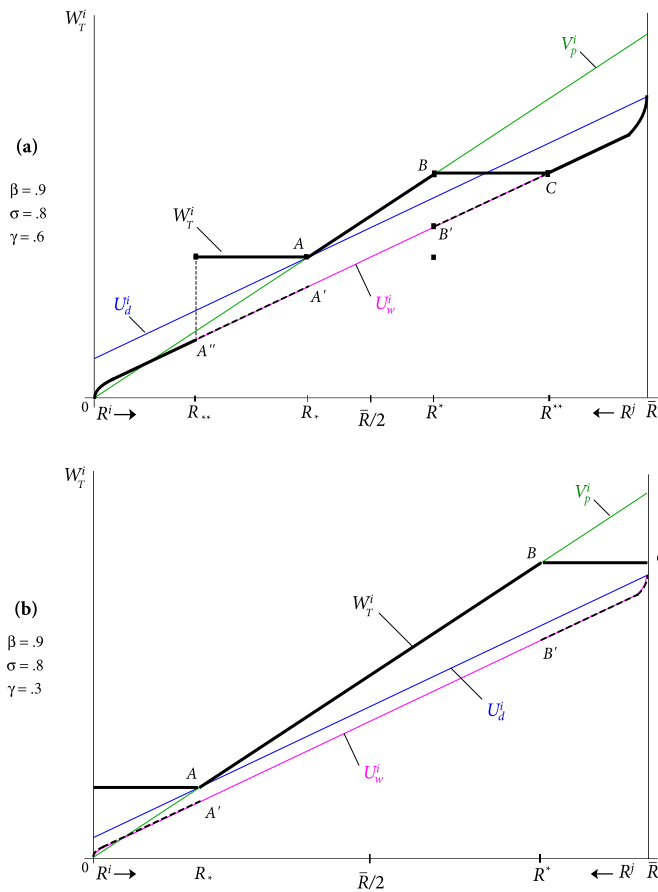 W_T^i
V_p^i
(a)
β = .9
σ = .8
γ = .6
B
C
W_T^i
A
B′
U_d^i
A′
U_w^i
A″
0
R^i → R_** R_* R̄/2 R^* R^** ← R^j R̄
W_T^i
V_p^i
B
(b)
β = .9
σ = .8
γ = .3
W_T^i
B′
U_d^i
A
A′
U_w^i
0
R^i → R_* R̄/2 R^* ← R^j R̄